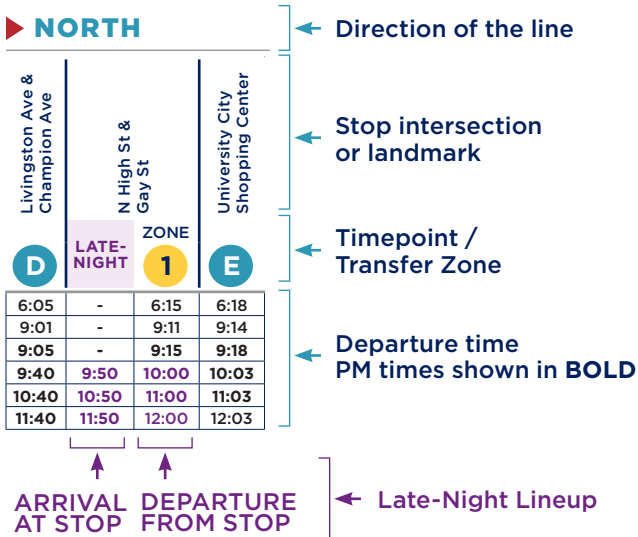 NORTH
Direction of the line
Livingston Ave &
Champion Ave
N High St &
Gay St
University City
Shopping Center
Stop intersection
or landmark
D
LATE-
NIGHT
ZONE
1
E
Timepoint /
Transfer Zone
6:05 - 6:15 6:18
9:01 - 9:11 9:14
9:05 - 9:15 9:18
9:40 9:50 10:00 10:03
10:40 10:50 11:00 11:03
11:40 11:50 12:00 12:03
Departure time
PM times shown in BOLD
ARRIVAL
AT STOP
DEPARTURE
FROM STOP
Late-Night Lineup